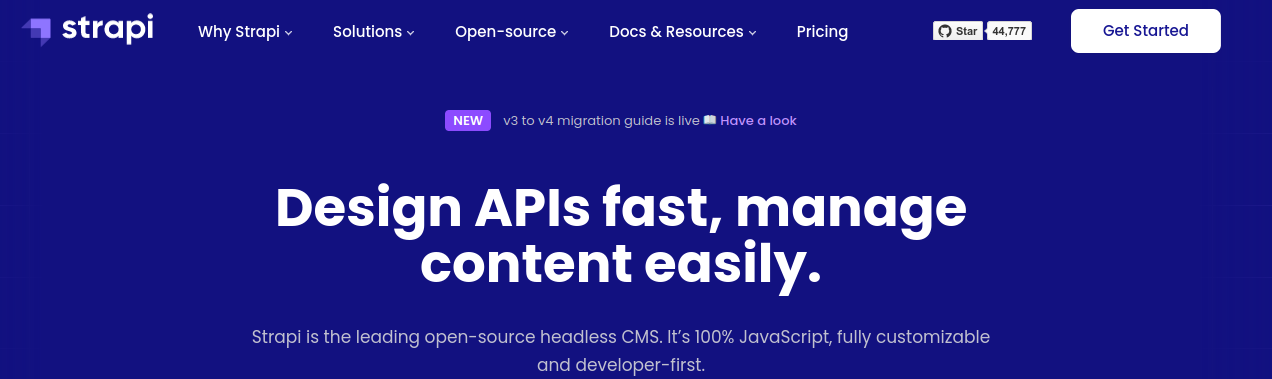 strapi
Why Strapi
Solutions
Open-source
Docs & Resources
Pricing
Star
44,777
Get Started
NEW
v3 to v4 migration guide is live 📖 Have a look
Design APIs fast, manage
content easily.
Strapi is the leading open-source headless CMS. It’s 100% JavaScript, fully customizable
and developer-first.